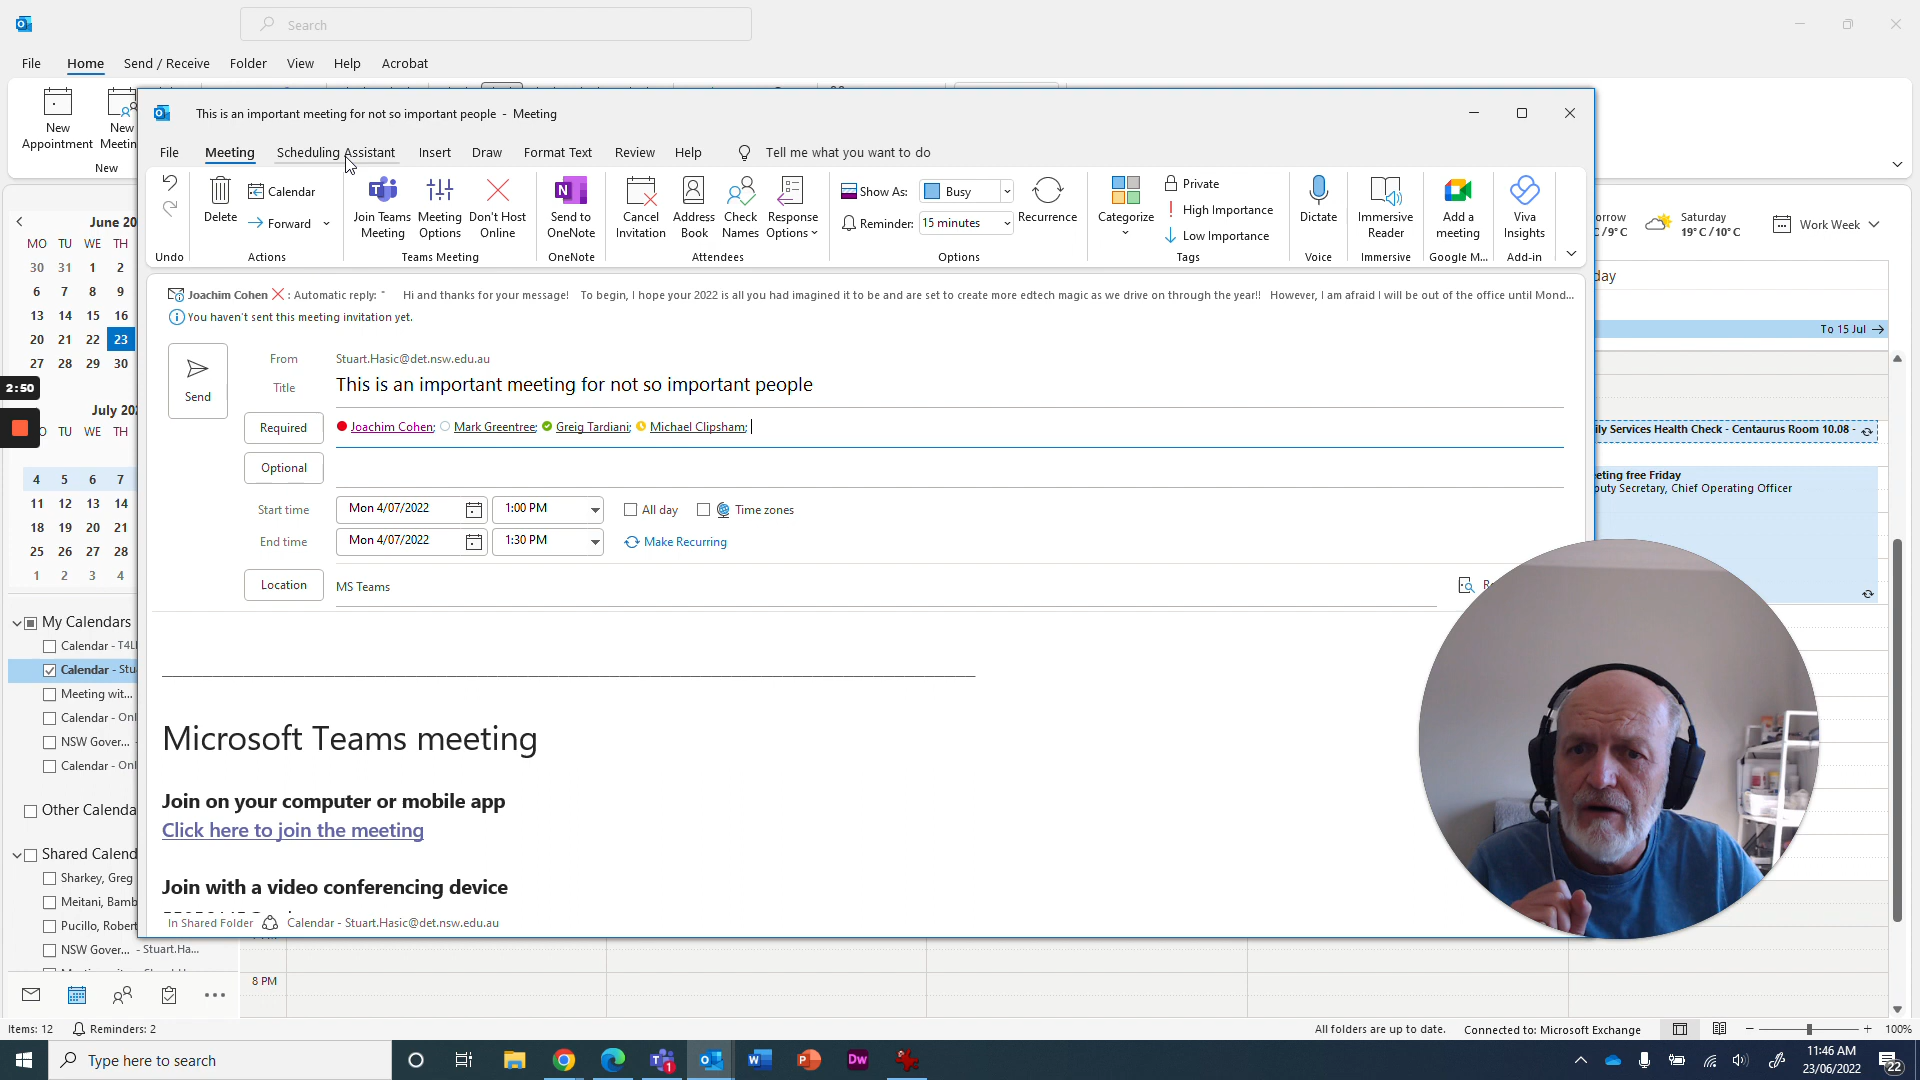 Search
File Home Send / Receive Folder View Help Acrobat
New Appointment
New
New
This is an important meeting for not so important people - Meeting
File Meeting Scheduling Assistant Insert Draw Format Text Review Help Tell me what you want to do
Undo
Delete
Calendar
Forward
Actions
Join Teams Meeting
Meeting Options
Don't Host Online
Teams Meeting
Send to OneNote
OneNote
Cancel Invitation
Address Book
Check Names
Response Options
Attendees
Show As: Busy
Reminder: 15 minutes
Recurrence
Options
Categorize
Private
High Importance
Low Importance
Tags
Dictate
Voice
Immersive Reader
Immersive
Add a meeting
Google M...
Viva Insights
Add-in
Saturday
19°C / 10°C
/ 9°C
Work Week
To 15 Jul
Joachim Cohen : Automatic reply: " Hi and thanks for your message! To begin, I hope your 2022 is all you had imagined it to be and are set to create more edtech magic as we drive on through the year!! However, I am afraid I will be out of the office until Mond...
You haven't sent this meeting invitation yet.
Send
From Stuart.Hasic@det.nsw.edu.au
Title This is an important meeting for not so important people
Required Joachim Cohen; Mark Greentree; Greig Tardiani; Michael Clipsham;
Optional
Start time Mon 4/07/2022 1:00 PM All day Time zones
End time Mon 4/07/2022 1:30 PM Make Recurring
Location MS Teams
Microsoft Teams meeting
Join on your computer or mobile app
Click here to join the meeting
Join with a video conferencing device
In Shared Folder Calendar - Stuart.Hasic@det.nsw.edu.au
June
MO TU WE TH
30 31 1 2
6 7 8 9
13 14 15 16
20 21 22 23
27 28 29 30
2:50
July
TU WE TH
4 5 6 7
11 12 13 14
18 19 20 21
25 26 27 28
1 2 3 4
My Calendars
Calendar - T4L
Calendar - Stu
Meeting wit...
Calendar - Onl
NSW Gover...
Calendar - Onl
Other Calenda
Shared Calend
Sharkey, Greg
Meitani, Bamb
Pucillo, Robert
NSW Gover... - Stuart.Ha...
Services Health Check - Centaurus Room 10.08 -
free Friday
Secretary, Chief Operating Officer
8 PM
Items: 12 Reminders: 2
All folders are up to date. Connected to: Microsoft Exchange 100%
Type here to search
1
Dw
11:46 AM
23/06/2022
22